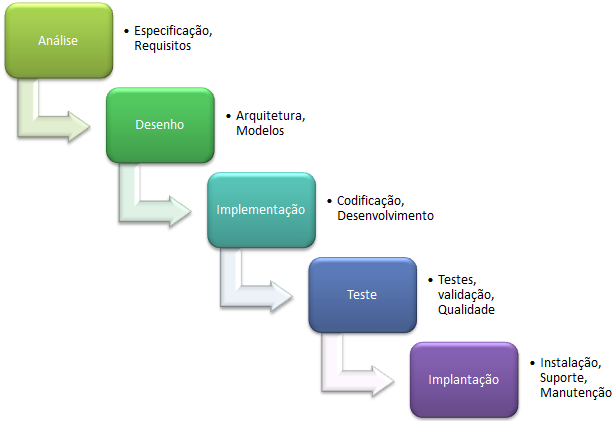 Análise
• Especificação,
Requisitos
Desenho
• Arquitetura,
Modelos
Implementação
• Codificação,
Desenvolvimento
Teste
• Testes,
validação,
Qualidade
Implantação
• Instalação,
Suporte,
Manutenção